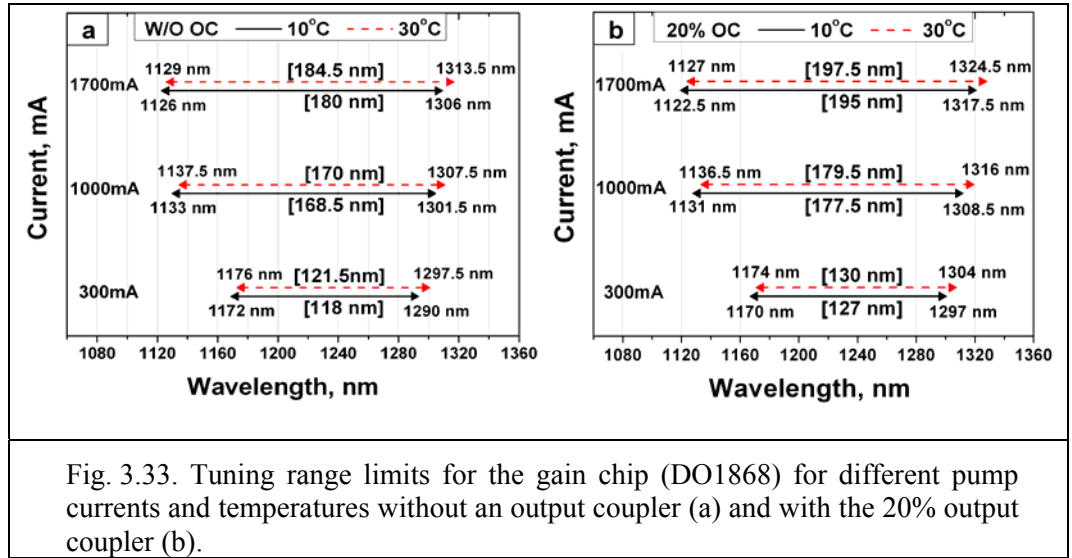 a
W/O OC 10°C 30°C
Current, mA
1700mA
1129 nm [184.5 nm] 1313.5 nm
1126 nm [180 nm] 1306 nm
1000mA
1137.5 nm [170 nm] 1307.5 nm
1133 nm [168.5 nm] 1301.5 nm
300mA
1176 nm [121.5nm] 1297.5 nm
1172 nm [118 nm] 1290 nm
1080 1120 1160 1200 1240 1280 1320 1360
Wavelength, nm
b
20% OC 10°C 30°C
Current, mA
1700mA
1127 nm [197.5 nm] 1324.5 nm
1122.5 nm [195 nm] 1317.5 nm
1000mA
1136.5 nm [179.5 nm] 1316 nm
1131 nm [177.5 nm] 1308.5 nm
300mA
1174 nm [130 nm] 1304 nm
1170 nm [127 nm] 1297 nm
1080 1120 1160 1200 1240 1280 1320 1360
Wavelength, nm
Fig. 3.33. Tuning range limits for the gain chip (DO1868) for different pump
currents and temperatures without an output coupler (a) and with the 20% output
coupler (b).